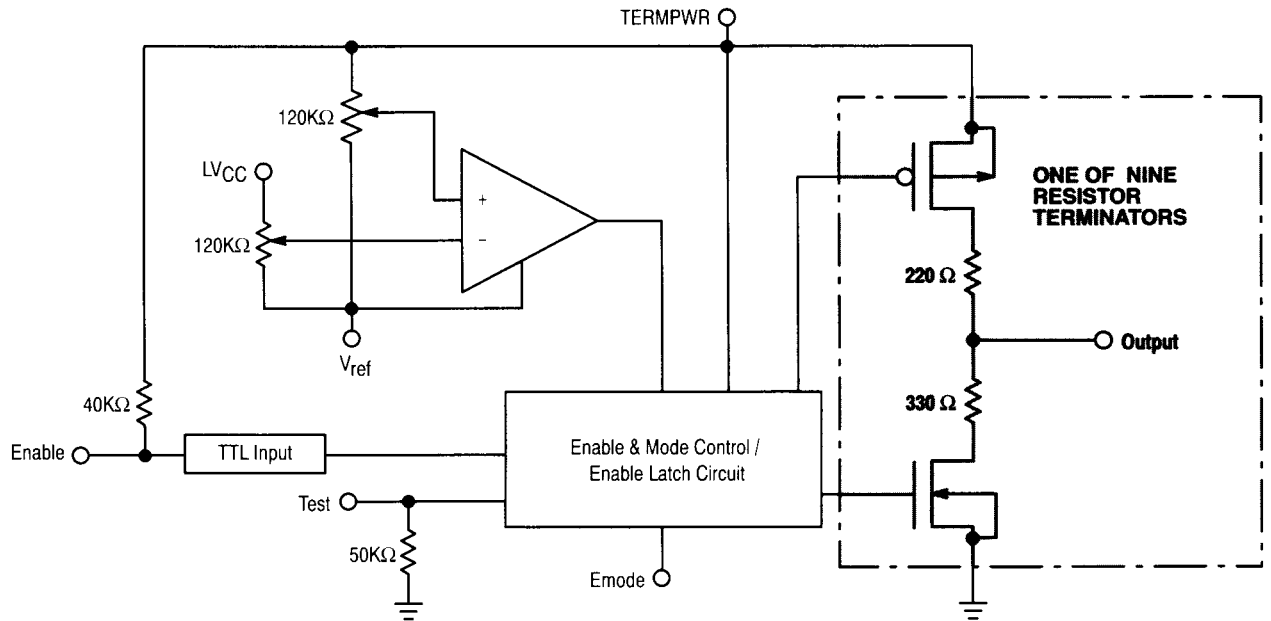 TERMPWR
120KΩ
LVCC
120KΩ
+
−
Vref
40KΩ
Enable
TTL Input
Test
50KΩ
Enable & Mode Control /
Enable Latch Circuit
Emode
ONE OF NINE
RESISTOR
TERMINATORS
220 Ω
Output
330 Ω